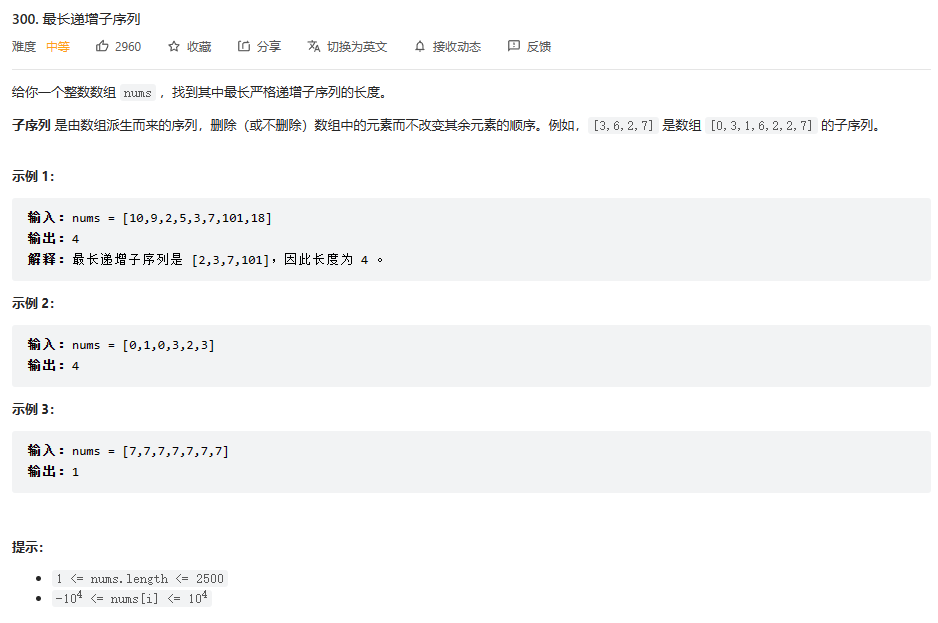 300. 最长递增子序列
难度 中等 2960 收藏 分享 切换为英文 接收动态 反馈
给你一个整数数组 nums ，找到其中最长严格递增子序列的长度。
子序列 是由数组派生而来的序列，删除（或不删除）数组中的元素而不改变其余元素的顺序。例如，[3,6,2,7] 是数组 [0,3,1,6,2,2,7] 的子序列。
示例 1：
输入：nums = [10,9,2,5,3,7,101,18]
输出：4
解释：最长递增子序列是 [2,3,7,101]，因此长度为 4 。
示例 2：
输入：nums = [0,1,0,3,2,3]
输出：4
示例 3：
输入：nums = [7,7,7,7,7,7,7]
输出：1
提示：
• 1 <= nums.length <= 2500
• -10⁴ <= nums[i] <= 10⁴